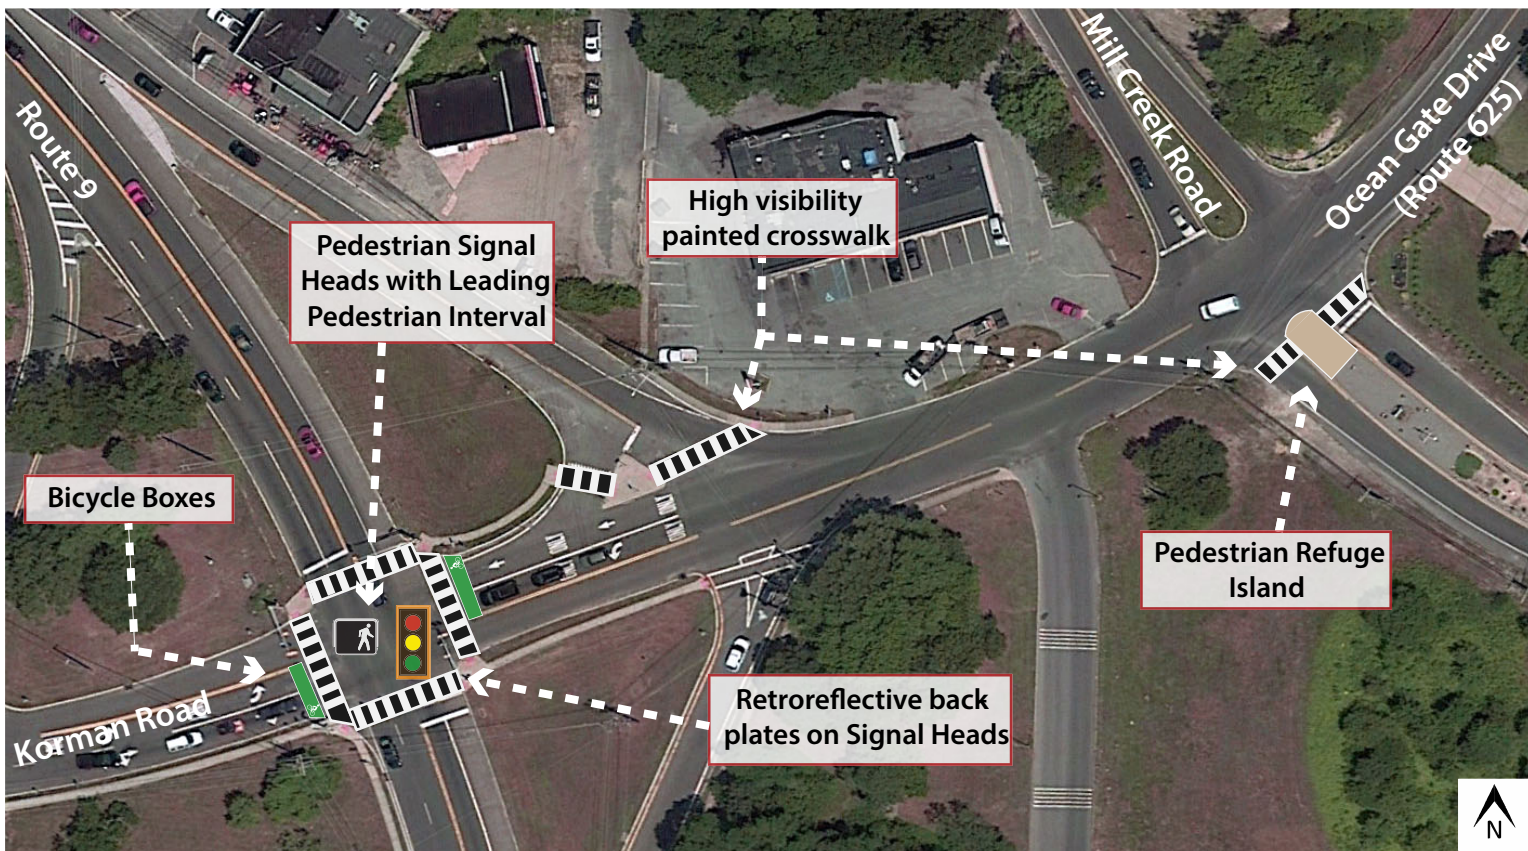 Route 9
Mill Creek Road
Ocean Gate Drive
(Route 625)
High visibility
painted crosswalk
Pedestrian Signal
Heads with Leading
Pedestrian Interval
Bicycle Boxes
Pedestrian Refuge
Island
Retroreflective back
plates on Signal Heads
Korman Road
N